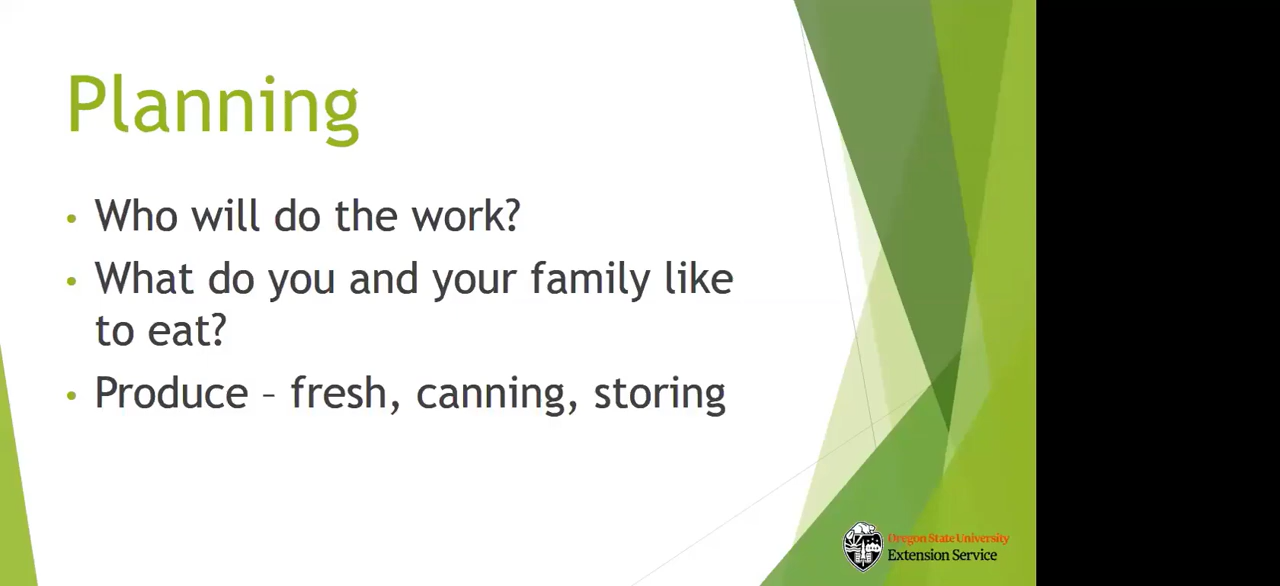 Planning
• Who will do the work?
• What do you and your family like
to eat?
• Produce – fresh, canning, storing
Oregon State University
Extension Service